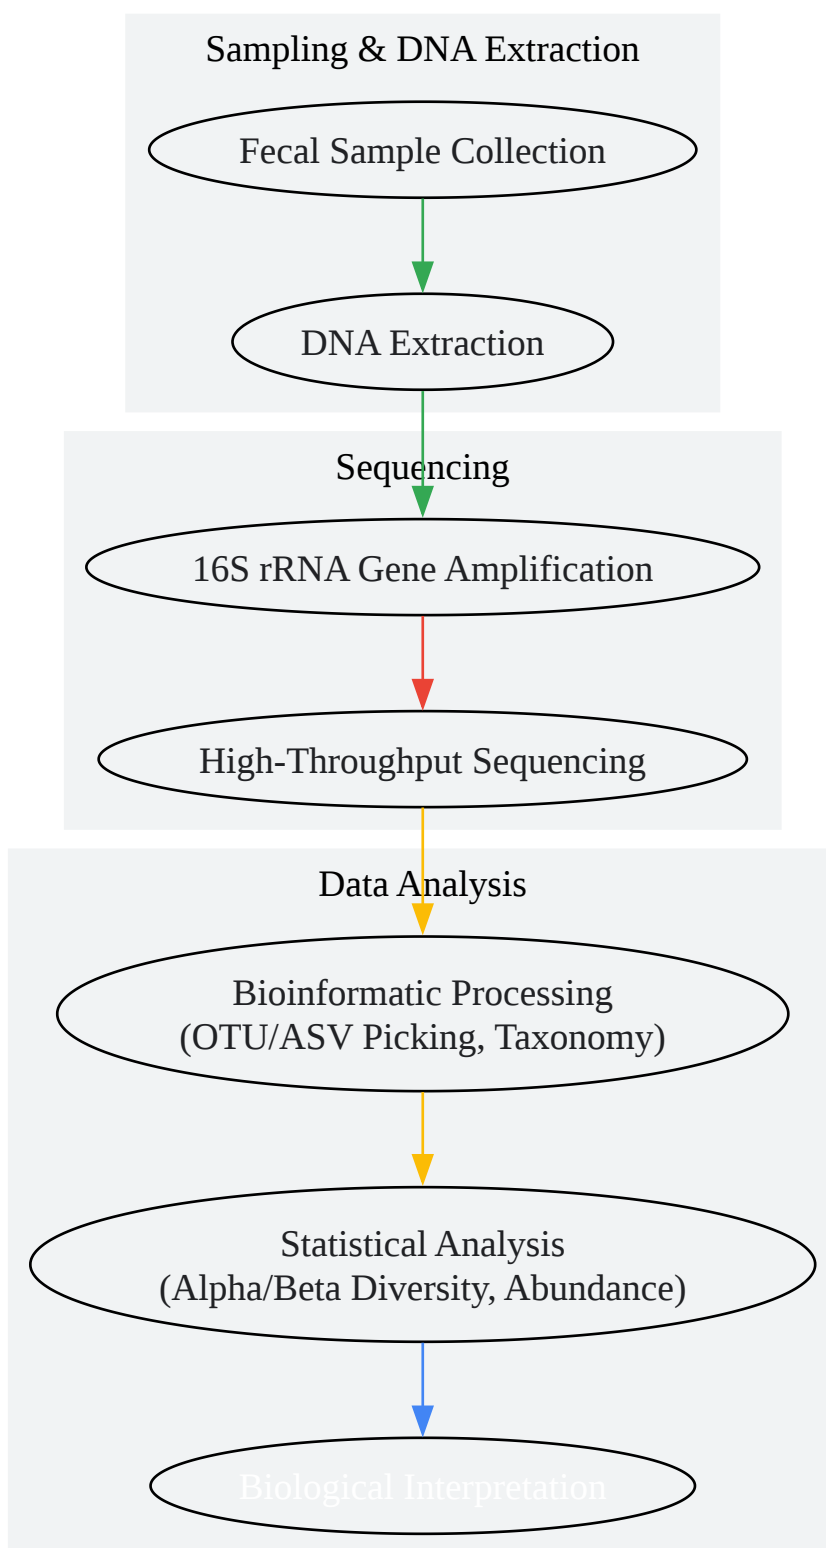 Sampling & DNA Extraction
Fecal Sample Collection
DNA Extraction
Sequencing
16S rRNA Gene Amplification
High-Throughput Sequencing
Data Analysis
Bioinformatic Processing
(OTU/ASV Picking, Taxonomy)
Statistical Analysis
(Alpha/Beta Diversity, Abundance)
Biological Interpretation